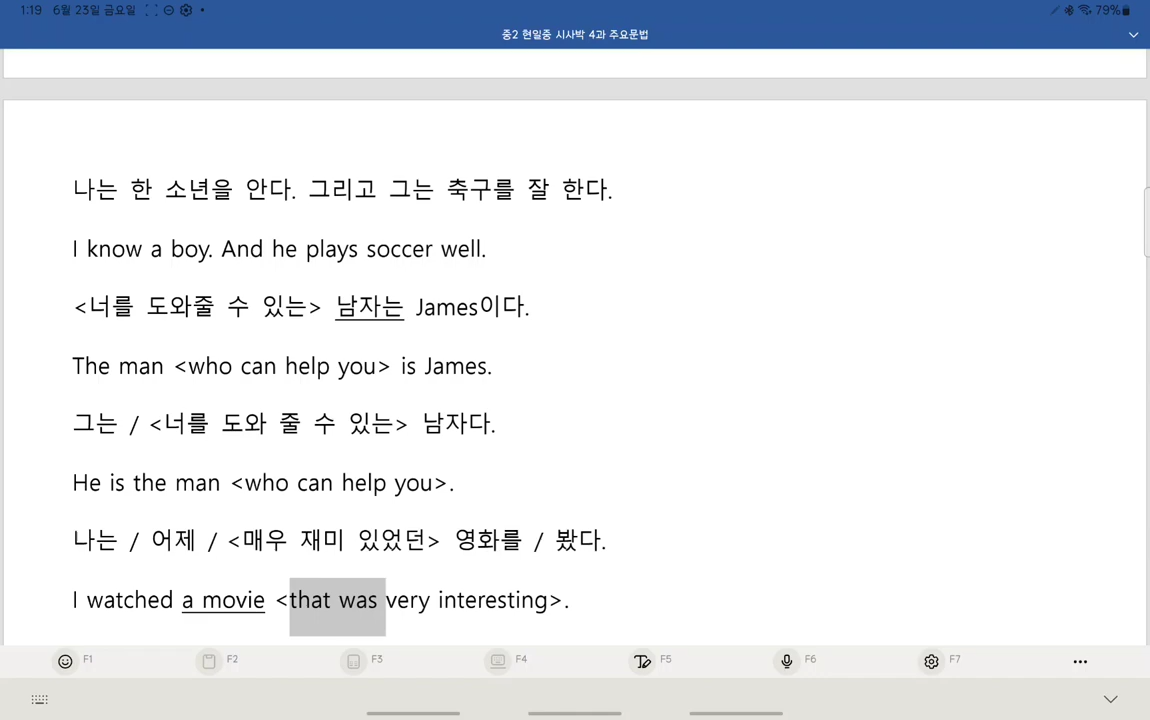 1:19 6월 23일 금요일 79%
중2 현일중 시사박 4과 주요문법
나는 한 소년을 안다. 그리고 그는 축구를 잘 한다.
I know a boy. And he plays soccer well.
<너를 도와줄 수 있는> 남자는 James이다.
The man <who can help you> is James.
그는 / <너를 도와 줄 수 있는> 남자다.
He is the man <who can help you>.
나는 / 어제 / <매우 재미 있었던> 영화를 / 봤다.
I watched a movie <that was very interesting>.
F1 F2 F3 F4 F5 F6 F7